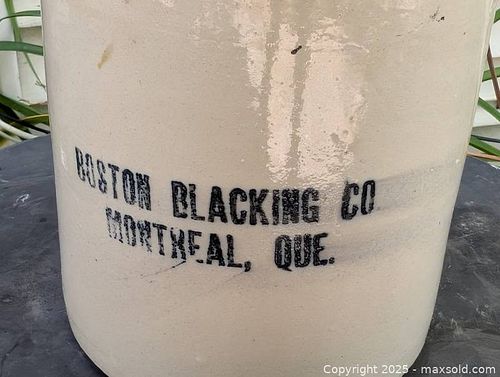 BOSTON BLACKING CO
MONTREAL, QUE.
Copyright © 2025 - maxsold.com